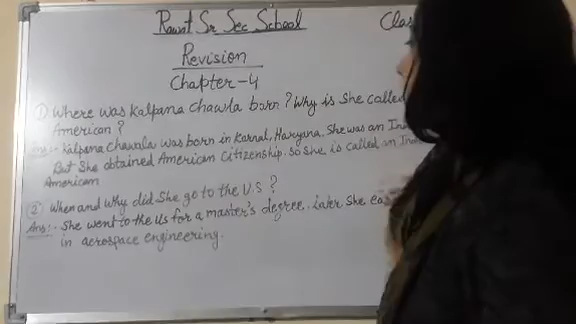 Rawat Sr Sec School
Clas
Revision
Chapter-4
① Where was Kalpana Chawla born? Why is she called
American?
Ans:- Kalpana Chawala was born in Karnal, Haryana. She was an In
But She obtained American Citizenship. so she is called an In
American
② When and why did she go to the U.S?
Ans:- She went to the Us for a master's degree. later she ea
in aerospace engineering.